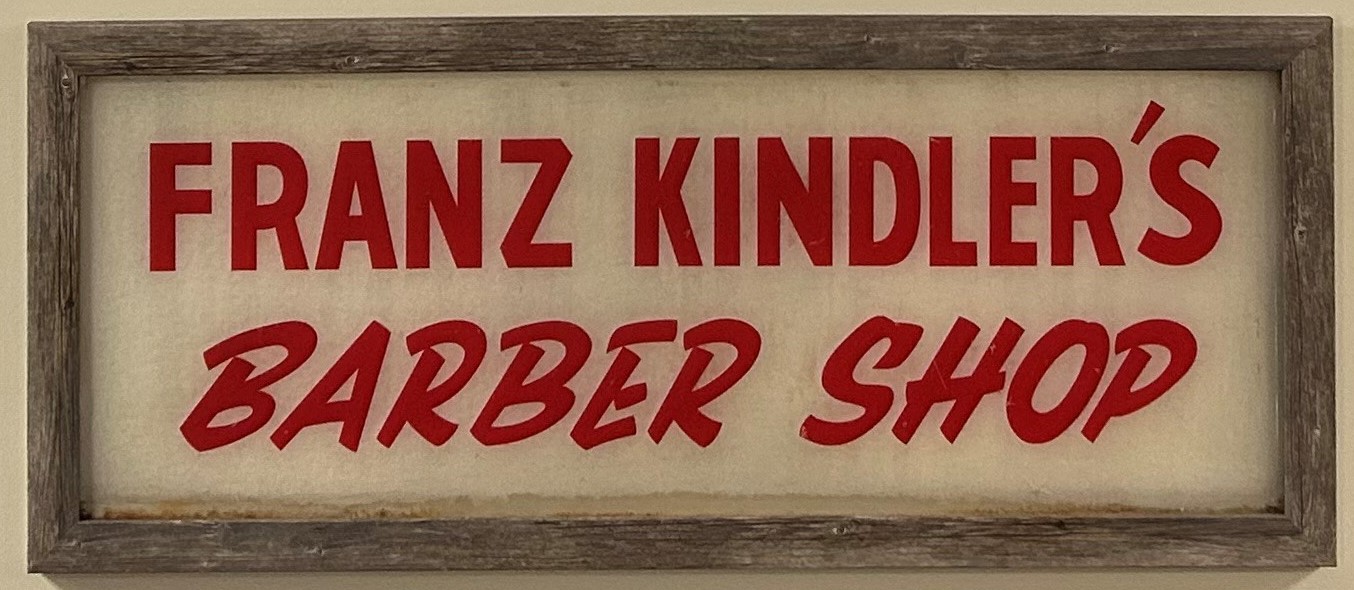 FRANZ KINDLER'S
BARBER SHOP